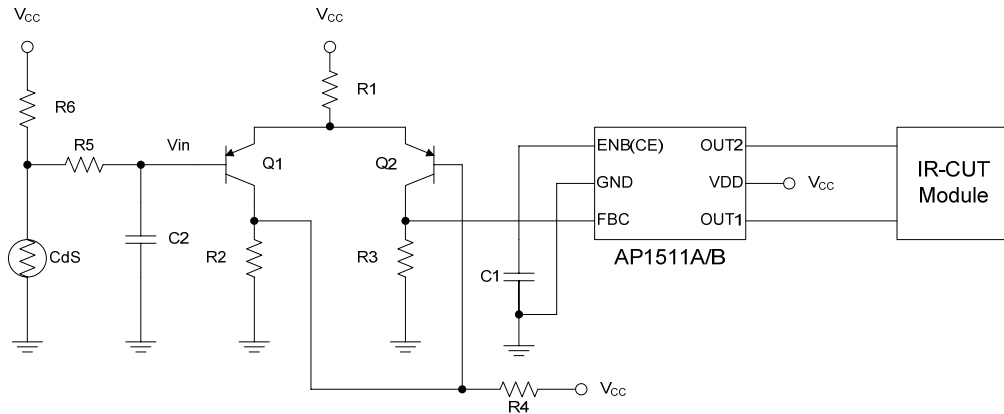 VCC
VCC
R6
R1
R5
Vin
Q1
Q2
ENB(CE)
OUT2
GND
VDD
VCC
FBC
OUT1
IR-CUT
Module
AP1511A/B
CdS
C2
R2
R3
C1
R4
VCC